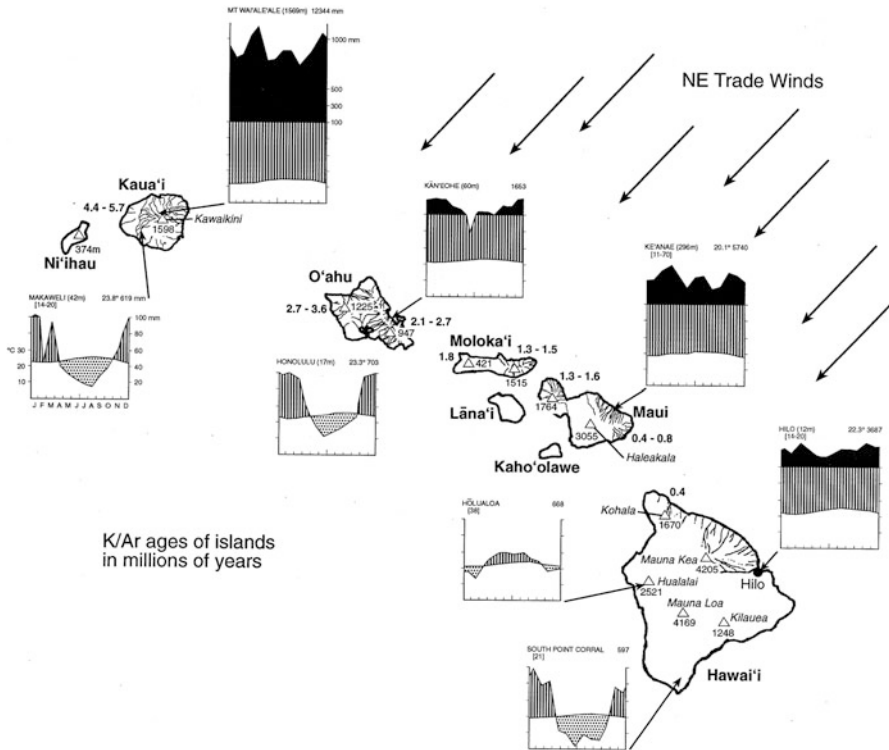 MT WAI'ALE'ALE (1569m) 12344 mm
1000 mm
500
300
100
NE Trade Winds
Kaua'i
4.4 - 5.7
Kawaikini
1598
374m
Ni'ihau
KĀN'EOHE (60m) 1653
MAKAWELI (42m) 23.8° 619 mm
[14-20]
100 mm
80
60
40
20
°C 30
20
10
J F M A M J J A S O N D
O'ahu
2.7 - 3.6
1225
2.1 - 2.7
947
HONOLULU (17m) 23.3° 703
KE'ANAE (296m) 20.1° 5740
[11-70]
Moloka'i
1.8
421
1.3 - 1.5
1515
1.3 - 1.6
1764
Lāna'i
Maui
3055
0.4 - 0.8
Haleakala
Kaho'olawe
HILO (12m) 22.3° 3687
[14-20]
HŌLUALOA 668
[38]
0.4
Kohala
1670
Mauna Kea
4205
Hilo
Hualalai
2521
Mauna Loa
4169
Kilauea
1248
K/Ar ages of islands
in millions of years
SOUTH POINT CORRAL 597
[21]
Hawai'i